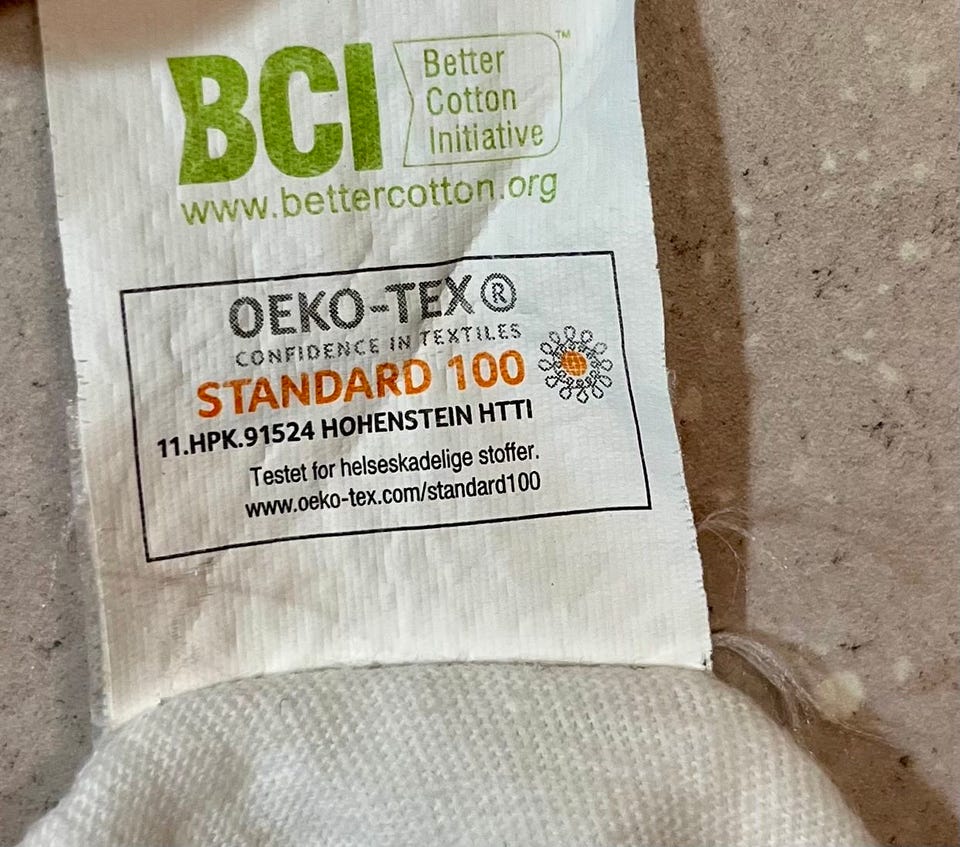 BCI
Better
Cotton
Initiative
™
www.bettercotton.org
OEKO-TEX®
CONFIDENCE IN TEXTILES
STANDARD 100
11.HPK.91524 HOHENSTEIN HTTI
Testet for helseskadelige stoffer.
www.oeko-tex.com/standard100